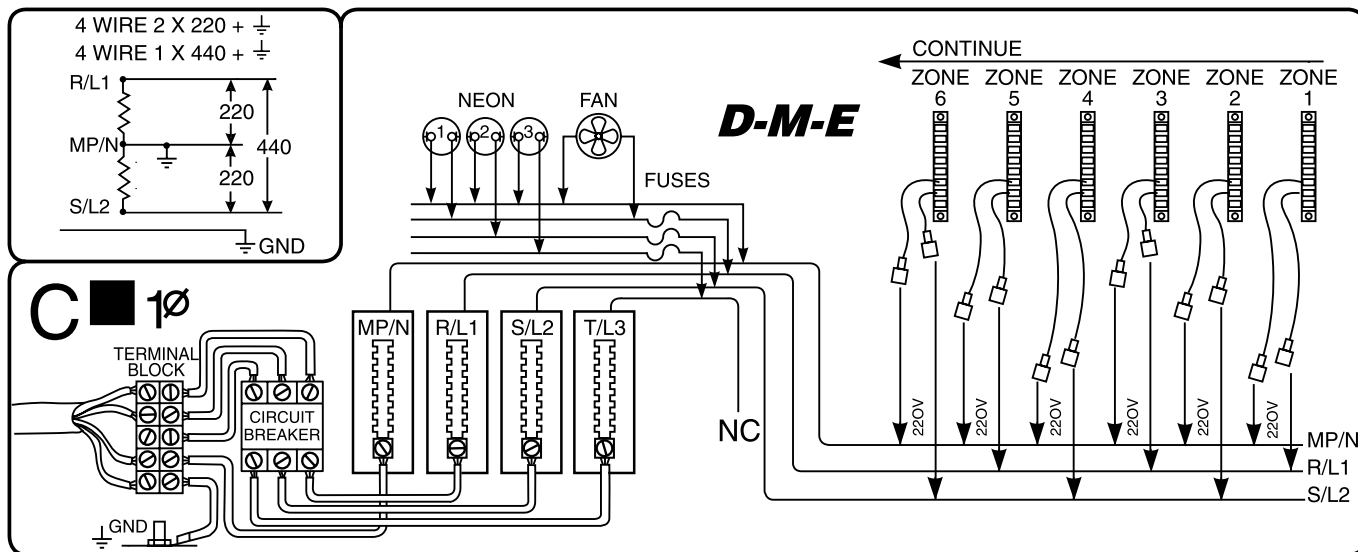 4 WIRE 2 X 220 + ⏚
4 WIRE 1 X 440 + ⏚
R/L1
220
MP/N
440
220
S/L2
GND
NEON
FAN
1
2
3
FUSES
D-M-E
CONTINUE
ZONE 6
ZONE 5
ZONE 4
ZONE 3
ZONE 2
ZONE 1
C ■ 1Ø
TERMINAL
BLOCK
CIRCUIT
BREAKER
GND
MP/N
R/L1
S/L2
T/L3
NC
22OV
22OV
22OV
22OV
22OV
22OV
MP/N
R/L1
S/L2